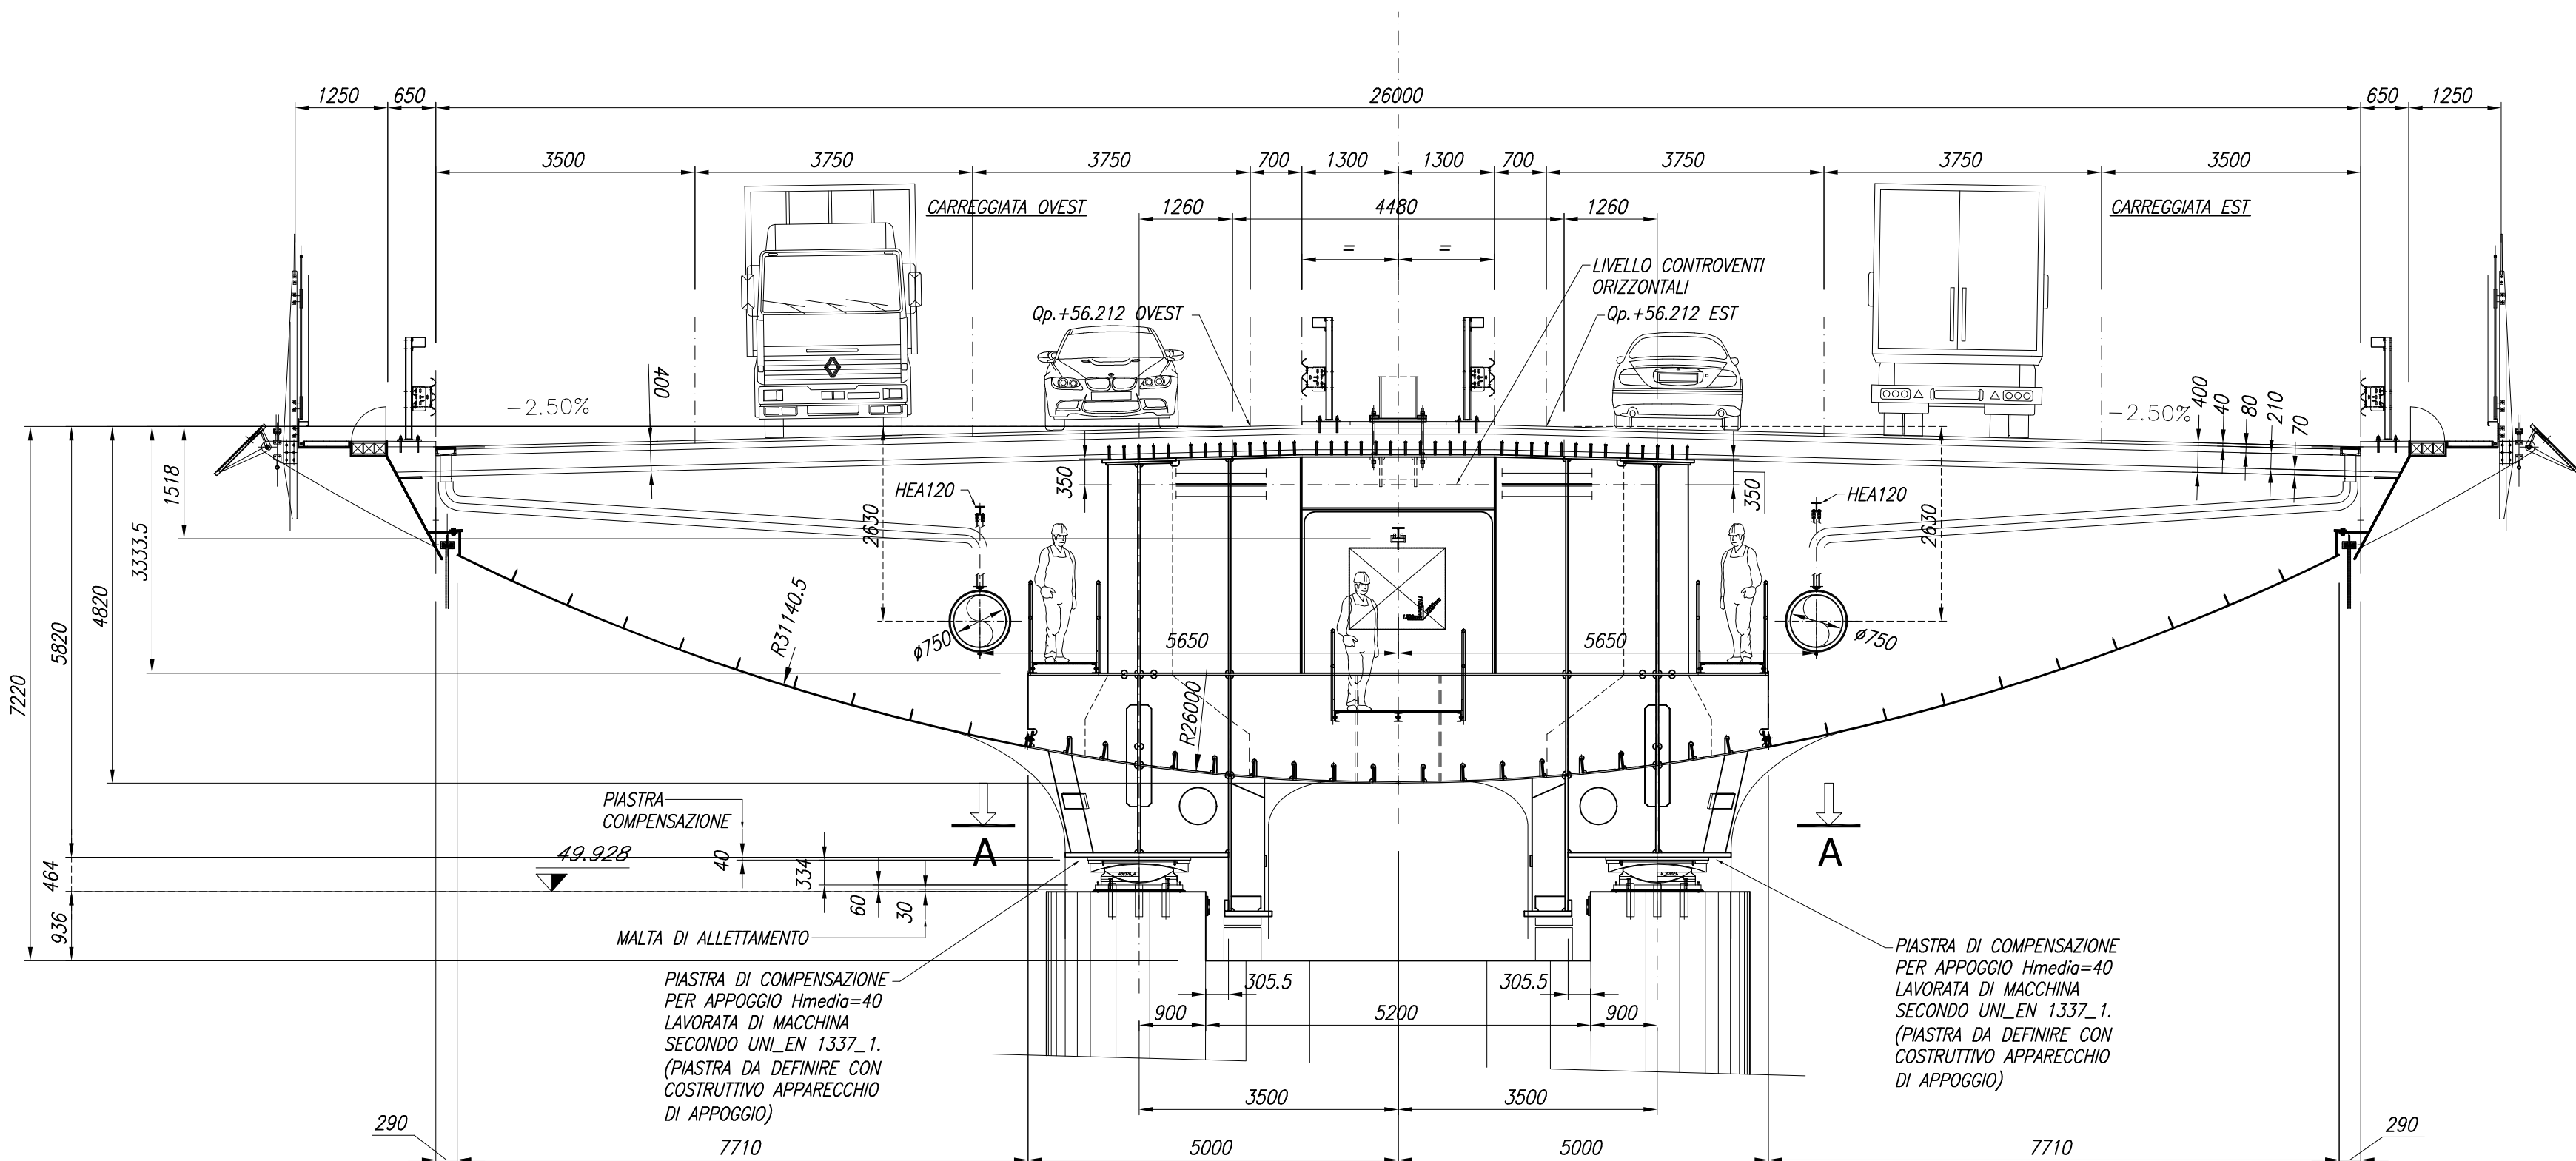 1250 650 26000 650 1250
3500 3750 3750 700 1300 1300 700 3750 3750 3500
CARREGGIATA OVEST 1260 4480 1260 CARREGGIATA EST
= =
LIVELLO CONTROVENTI
ORIZZONTALI
Qp.+56.212 OVEST Qp.+56.212 EST
400
-2.50% -2.50%
400 40 80 210 70
350 350
HEA120 HEA120
2630 2630
1518
3333.5
4820
5820
7220
R31140.5
ø750 5650 5650 ø750
R26000
PIASTRA
COMPENSAZIONE
A A
49.928
40
334
60
30
464
936
MALTA DI ALLETTAMENTO
PIASTRA DI COMPENSAZIONE
PER APPOGGIO Hmedia=40
LAVORATA DI MACCHINA
SECONDO UNI_EN 1337_1.
(PIASTRA DA DEFINIRE CON
COSTRUTTIVO APPARECCHIO
DI APPOGGIO)
PIASTRA DI COMPENSAZIONE
PER APPOGGIO Hmedia=40
LAVORATA DI MACCHINA
SECONDO UNI_EN 1337_1.
(PIASTRA DA DEFINIRE CON
COSTRUTTIVO APPARECCHIO
DI APPOGGIO)
305.5 305.5
900 5200 900
3500 3500
290 7710 5000 5000 7710 290